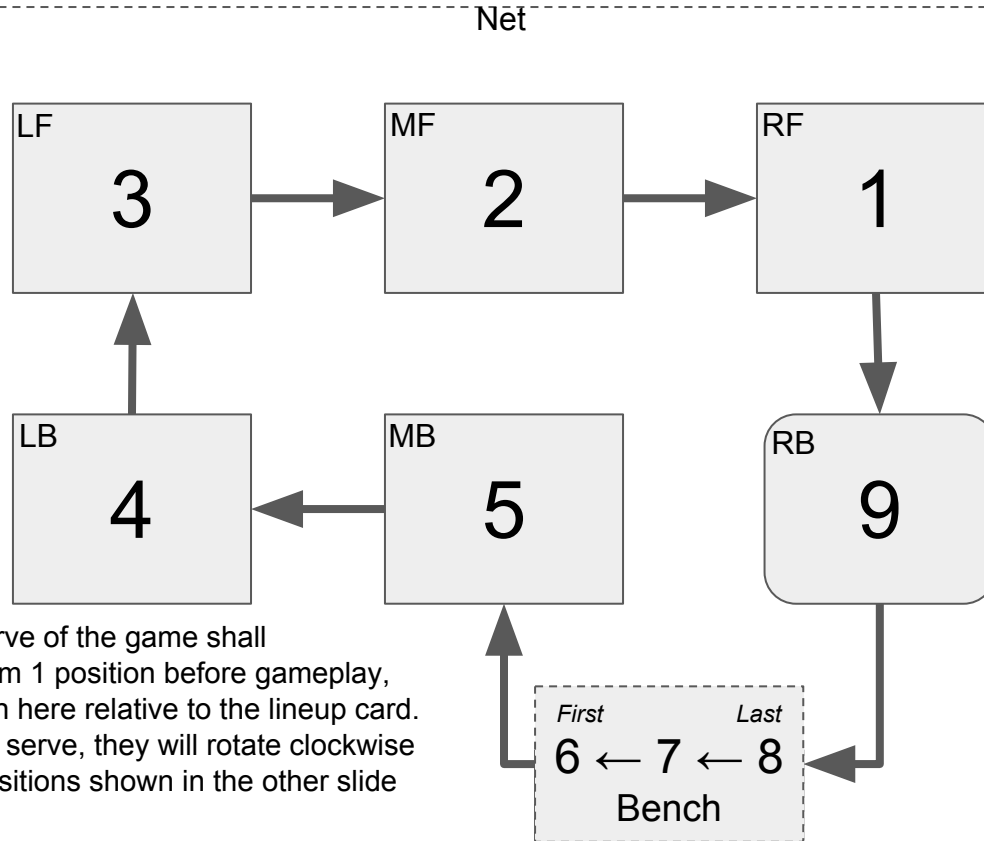 Net
LF
3
MF
2
RF
1
LB
4
MB
5
RB
9
rve of the game shall
m 1 position before gameplay,
n here relative to the lineup card.
serve, they will rotate clockwise
sitions shown in the other slide
First Last
6 ← 7 ← 8
Bench